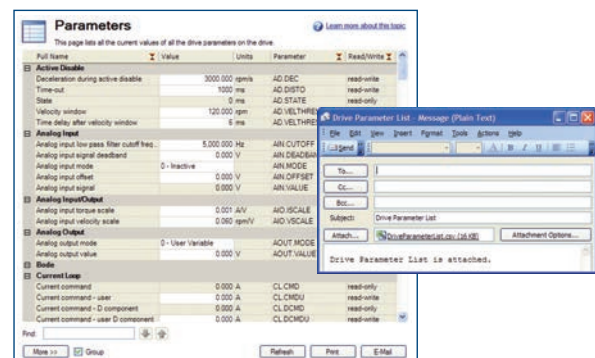 Parameters
Learn more about this topic
This page lists all the current values of all the drive parameters on the drive.
Full Name Value Units Parameter Read/Write
Active Disable
Deceleration during active disable 3000.000 rpm/s AD.DEC read-write
Time-out 1000 ms AD.DISTO read-write
State 0 ms AD.STATE read-only
Velocity window 120.000 rpm AD.VELTHRE
Time delay after velocity window 6 ms AD.VELTHRE
Analog Input
Analog input low pass filter cutoff freq... 5,000.000 Hz AIN.CUTOFF
Analog input signal deadband 0.000 V AIN.DEADBAN
Analog input mode 0 - Inactive AIN.MODE
Analog input offset 0.000 V AIN.OFFSET
Analog input signal 0.000 V AIN.VALUE
Analog Input/Output
Analog input torque scale 0.001 A/V AIO.ISCALE
Analog input velocity scale 0.060 rpm/V AIO.VSCALE
Analog Output
Analog output mode 0 - User Variable AOUT.MODE
Analog output value 0.000 V AOUT.VALUE
Bode
Current Loop
Current command 0.000 A CL.CMD read-only
Current command - user 0.000 A CL.CMDU read-write
Current command - D component 0.000 A CL.DCMD read-only
Current command - user D component 0.000 A CL.DCMDU read-write
Find:
More >> Group Refresh Print E-Mail
Drive Parameter List - Message (Plain Text)
File Edit View Insert Format Tools Actions Help
Send A B I U
To...
Cc...
Bcc...
Subject: Drive Parameter List
Attach... DriveParameterList.csv (16 KB) Attachment Options...
Drive Parameter List is attached.